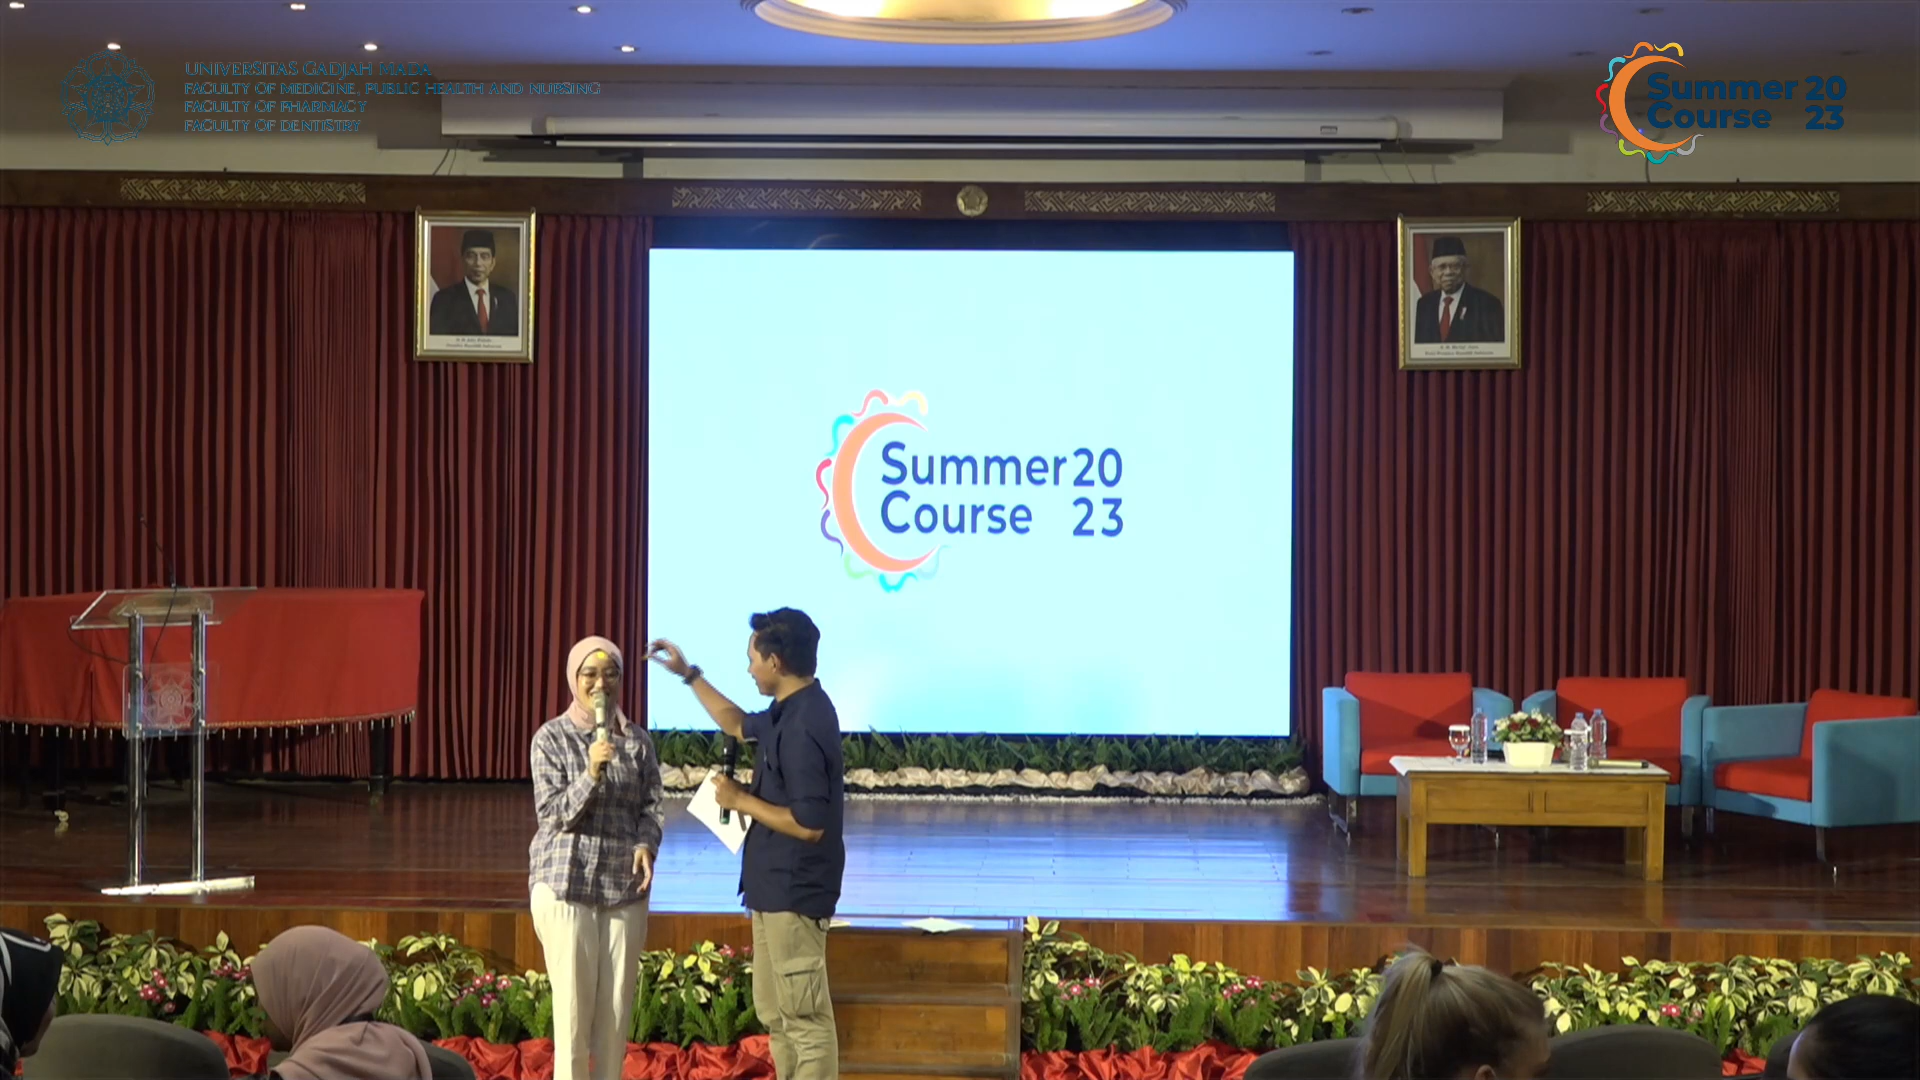 UNIVERSITAS GADJAH MADA
FACULTY OF MEDICINE, PUBLIC HEALTH AND NURSING
FACULTY OF PHARMACY
FACULTY OF DENTISTRY
Summer 20
Course 23
Summer 20
Course 23